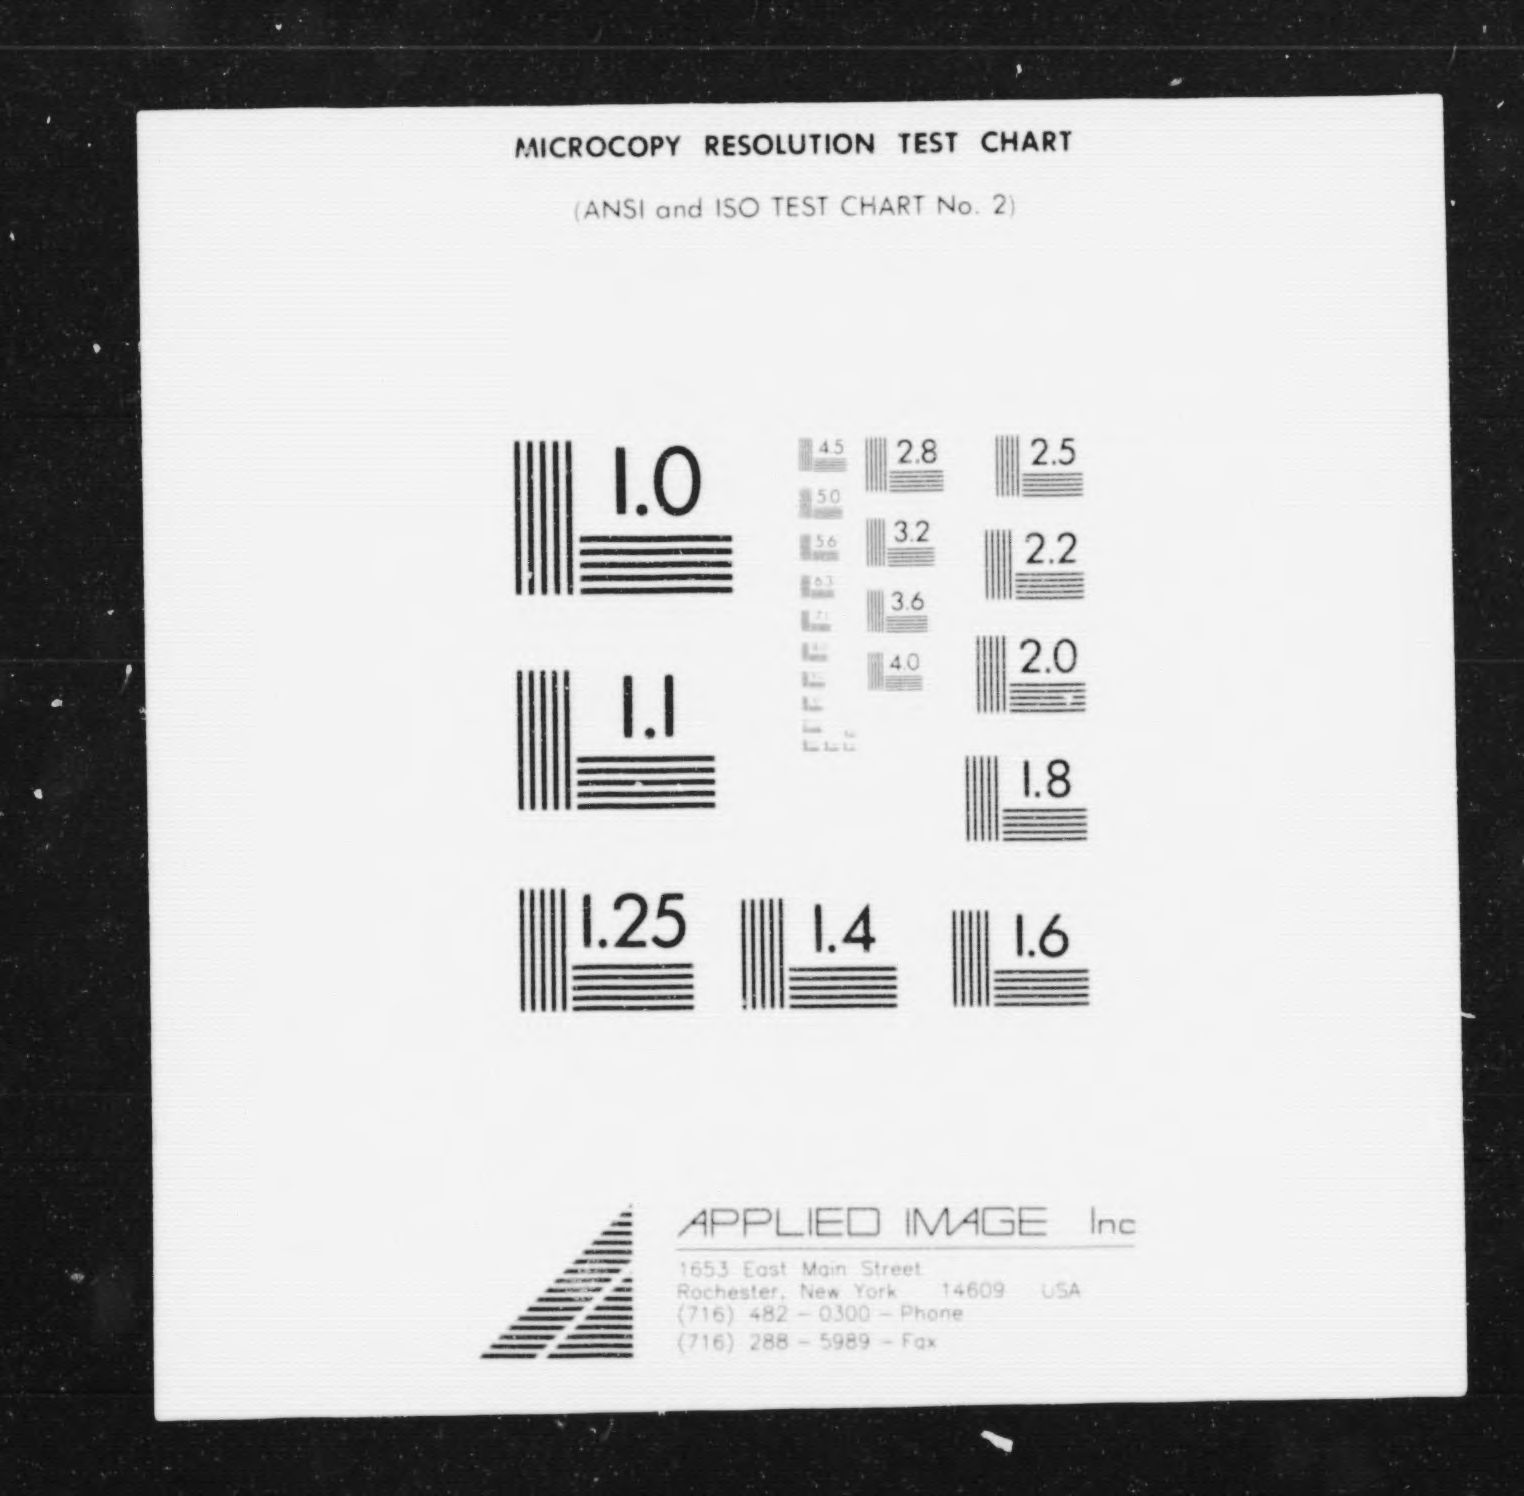 MICROCOPY RESOLUTION TEST CHART
(ANSI and ISO TEST CHART No. 2)
1.0
1.1
1.25
1.4
1.6
1.8
2.0
2.2
2.5
2.8
3.2
3.6
4.0
4.5
5.0
5.6
6.3
7.1
APPLIED IMAGE Inc
1653 East Main Street
Rochester, New York 14609 USA
(716) 482 - 0300 - Phone
(716) 288 - 5989 - Fax